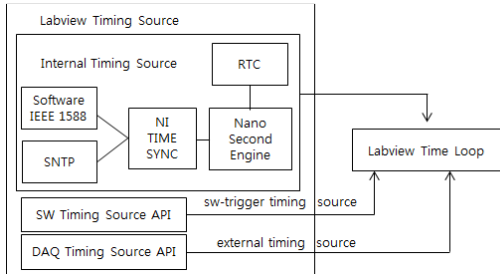 Labview Timing Source
Internal Timing Source
RTC
Software
IEEE 1588
NI
TIME
SYNC
Nano
Second
Engine
SNTP
Labview Time Loop
SW Timing Source API
sw-trigger timing source
DAQ Timing Source API
external timing source